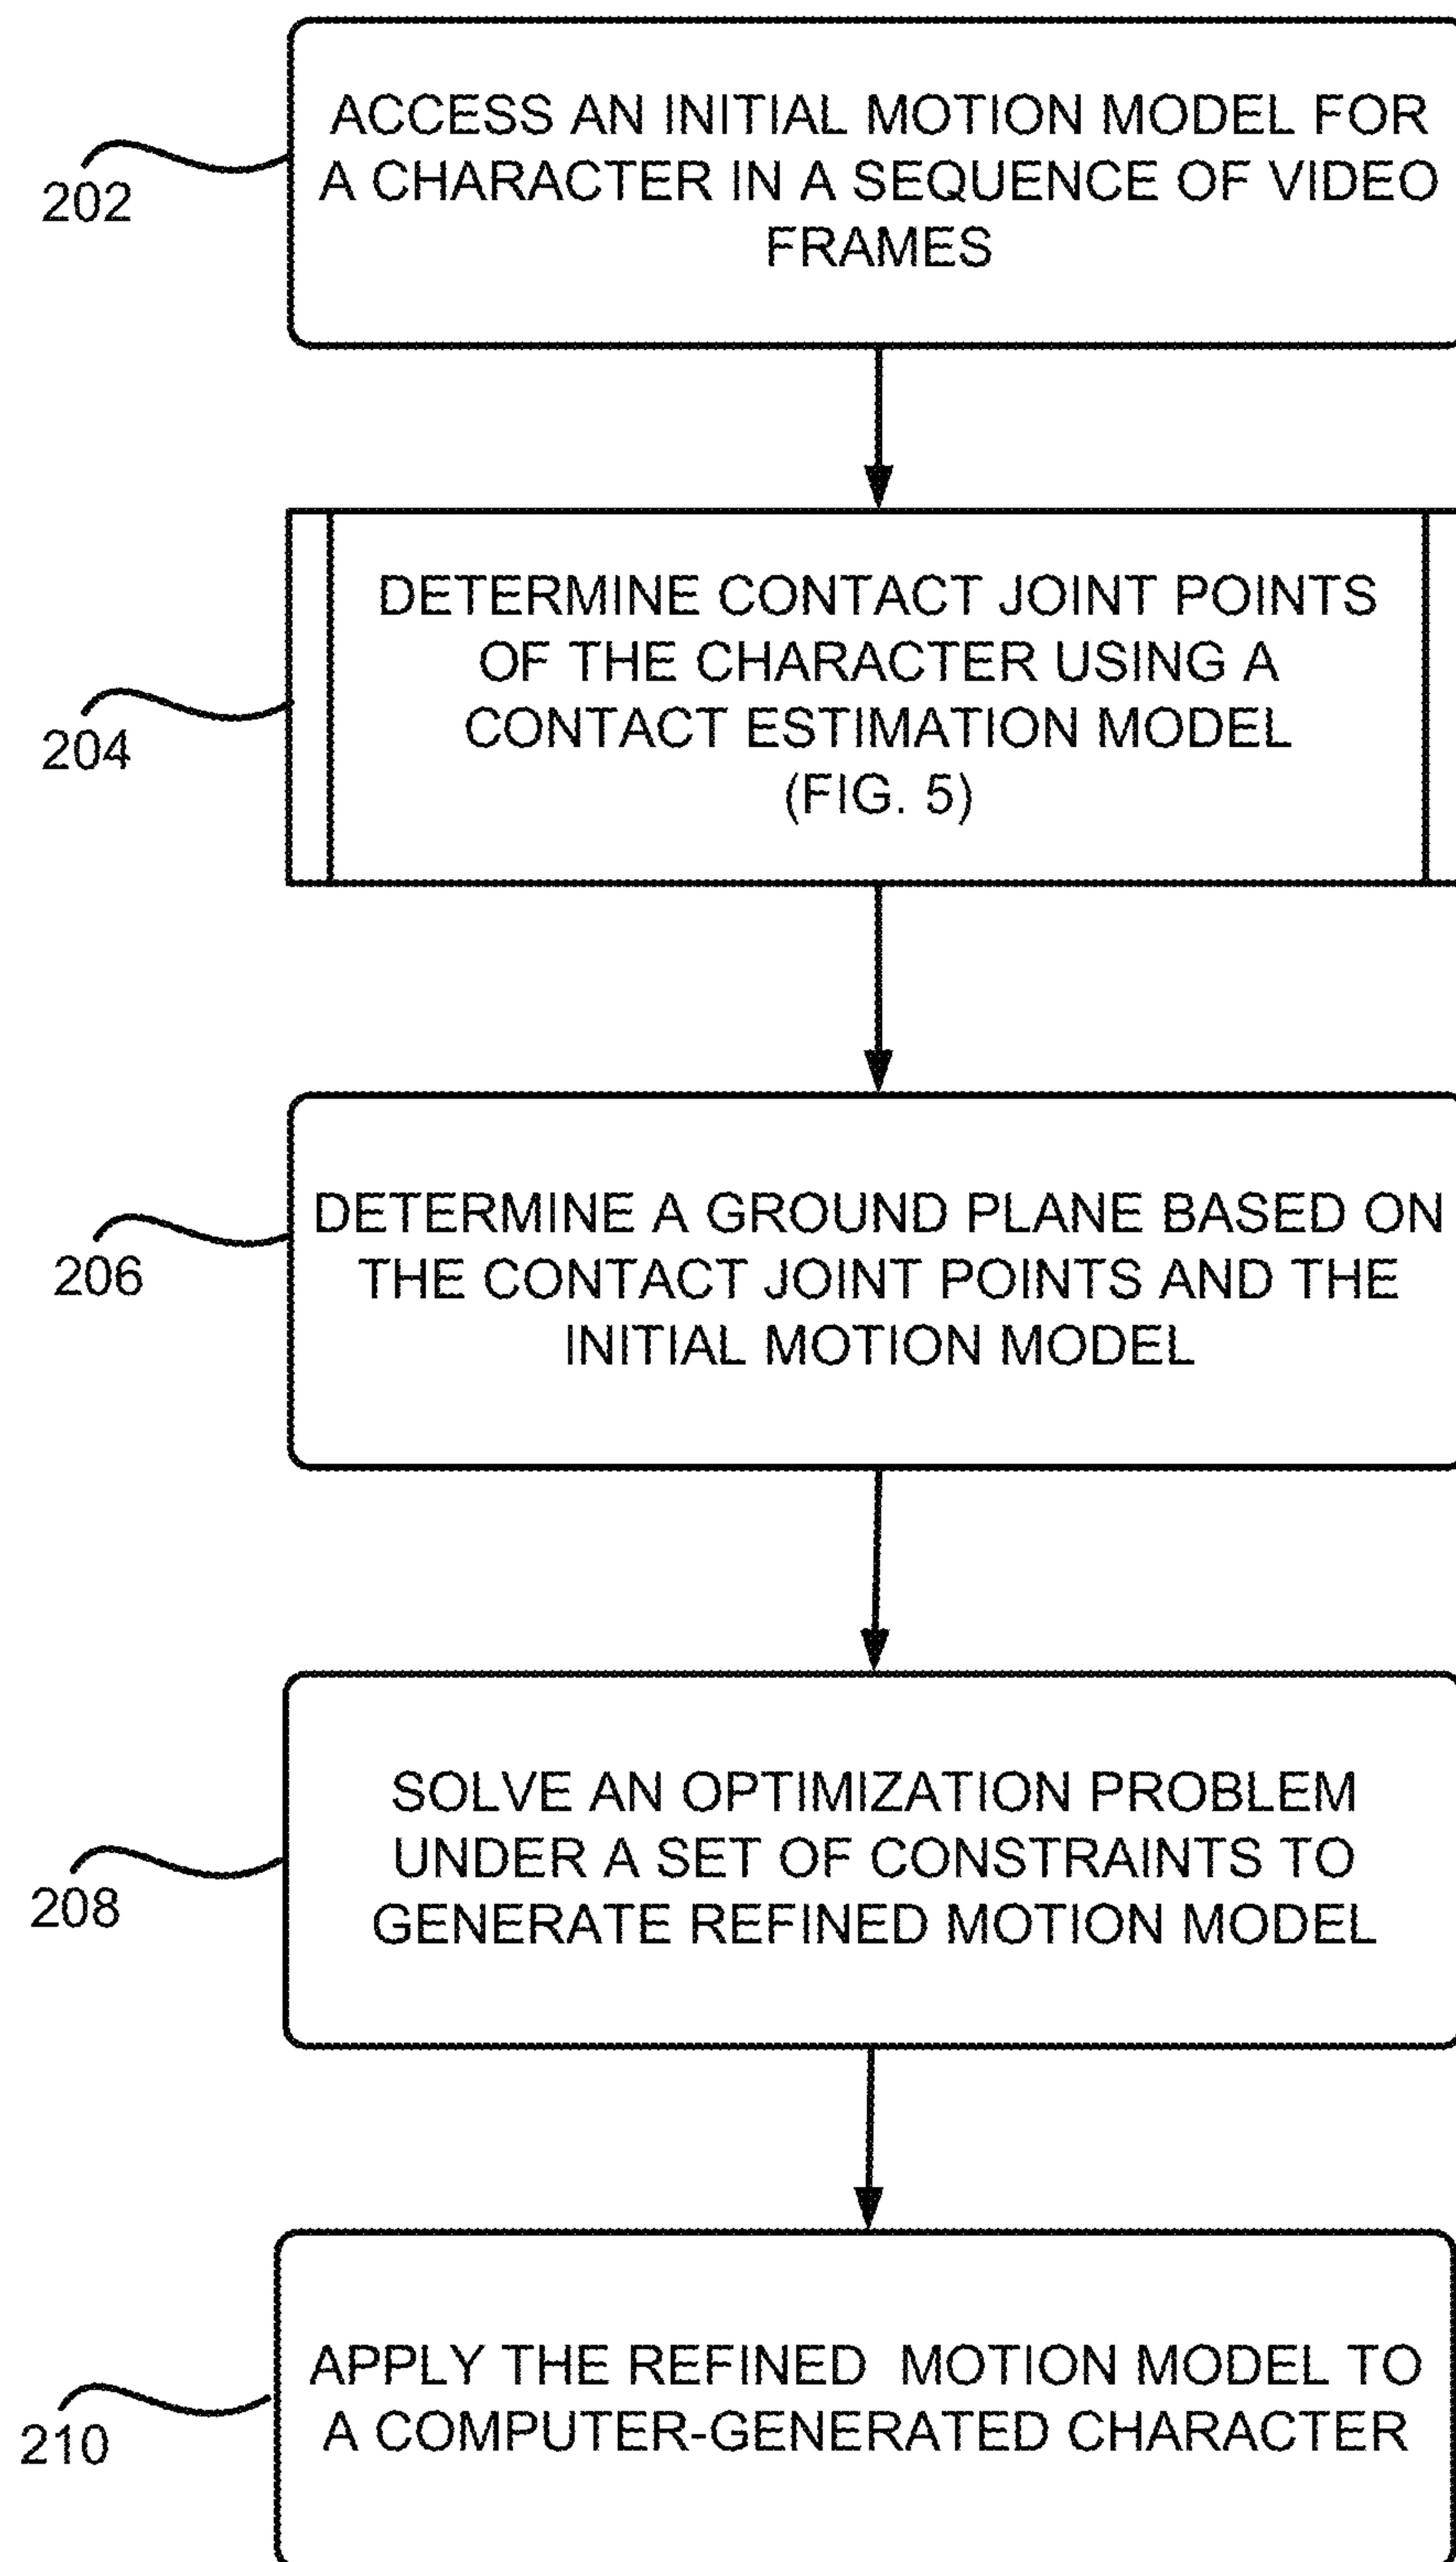 ACCESS AN INITIAL MOTION MODEL FOR
A CHARACTER IN A SEQUENCE OF VIDEO
FRAMES
202
DETERMINE CONTACT JOINT POINTS
OF THE CHARACTER USING A
CONTACT ESTIMATION MODEL
(FIG. 5)
204
DETERMINE A GROUND PLANE BASED ON
THE CONTACT JOINT POINTS AND THE
INITIAL MOTION MODEL
206
SOLVE AN OPTIMIZATION PROBLEM
UNDER A SET OF CONSTRAINTS TO
GENERATE REFINED MOTION MODEL
208
APPLY THE REFINED MOTION MODEL TO
A COMPUTER-GENERATED CHARACTER
210